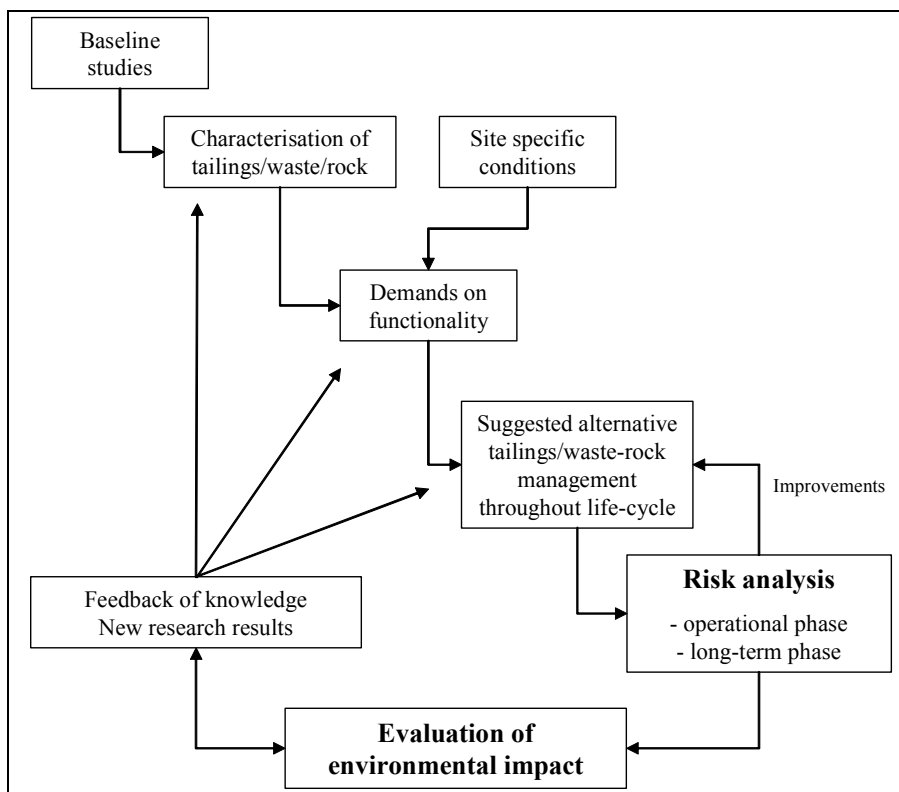 Baseline
studies
Characterisation of
tailings/waste/rock
Site specific
conditions
Demands on
functionality
Suggested alternative
tailings/waste-rock
management
throughout life-cycle
Improvements
Risk analysis
- operational phase
- long-term phase
Feedback of knowledge
New research results
Evaluation of
environmental impact